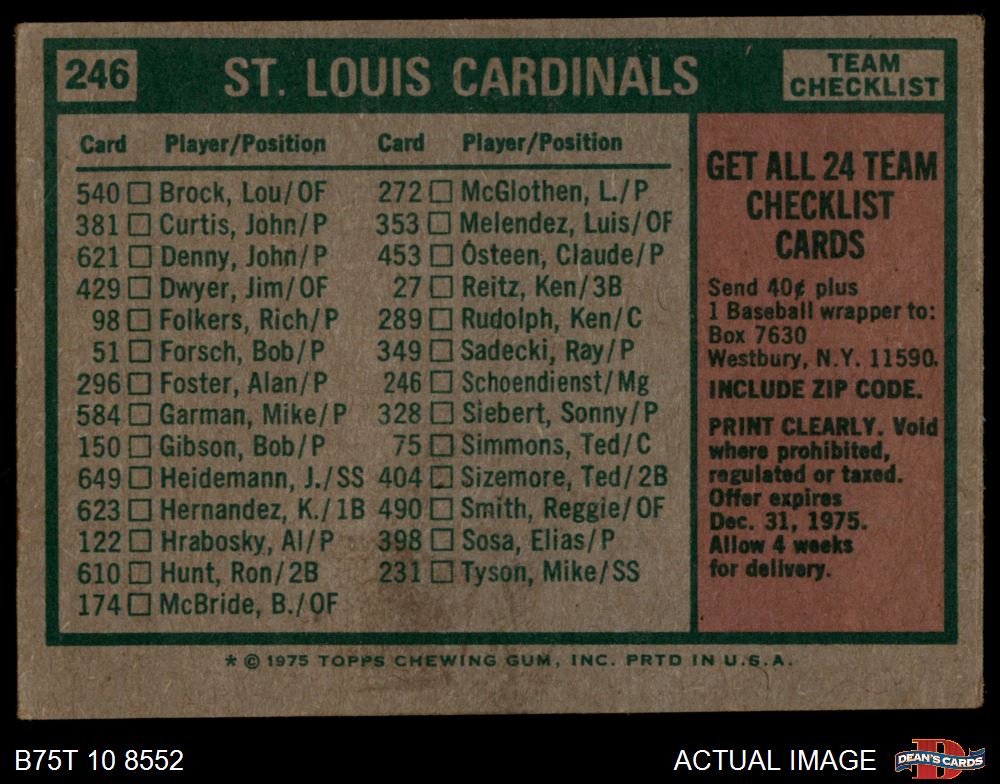 246
ST. LOUIS CARDINALS
TEAM
CHECKLIST
Card Player/Position Card Player/Position
540 □ Brock, Lou/OF 272 □ McGlothen, L./P
381 □ Curtis, John/P 353 □ Melendez, Luis/OF
621 □ Denny, John/P 453 □ Osteen, Claude/P
429 □ Dwyer, Jim/OF 27 □ Reitz, Ken/3B
98 □ Folkers, Rich/P 289 □ Rudolph, Ken/C
51 □ Forsch, Bob/P 349 □ Sadecki, Ray/P
296 □ Foster, Alan/P 246 □ Schoendienst/Mg
584 □ Garman, Mike/P 328 □ Siebert, Sonny/P
150 □ Gibson, Bob/P 75 □ Simmons, Ted/C
649 □ Heidemann, J./SS 404 □ Sizemore, Ted/2B
623 □ Hernandez, K./1B 490 □ Smith, Reggie/OF
122 □ Hrabosky, Al/P 398 □ Sosa, Elias/P
610 □ Hunt, Ron/2B 231 □ Tyson, Mike/SS
174 □ McBride, B./OF
GET ALL 24 TEAM
CHECKLIST
CARDS
Send 40¢ plus
1 Baseball wrapper to:
Box 7630
Westbury, N.Y. 11590.
INCLUDE ZIP CODE.
PRINT CLEARLY. Void
where prohibited,
regulated or taxed.
Offer expires
Dec. 31, 1975.
Allow 4 weeks
for delivery.
* © 1975 TOPPS CHEWING GUM, INC. PRTD IN U.S.A.
B75T 10 8552
ACTUAL IMAGE
D
DEAN'S CARDS